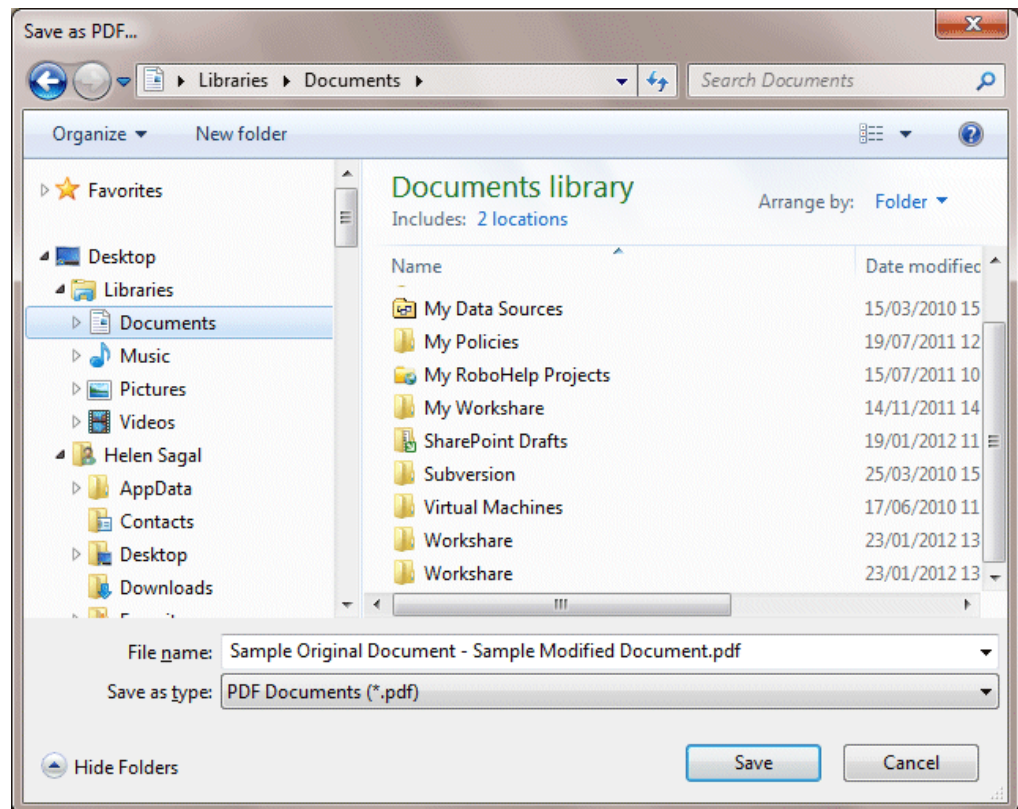 Save as PDF...
Libraries Documents
Search Documents
Organize New folder
Favorites
Desktop
Libraries
Documents
Music
Pictures
Videos
Helen Sagal
AppData
Contacts
Desktop
Downloads
Documents library
Includes: 2 locations
Arrange by: Folder
Name Date modified
My Data Sources 15/03/2010 15
My Policies 19/07/2011 12
My RoboHelp Projects 15/07/2011 10
My Workshare 14/11/2011 14
SharePoint Drafts 19/01/2012 11
Subversion 25/03/2010 15
Virtual Machines 17/06/2010 11
Workshare 23/01/2012 13
Workshare 23/01/2012 13
File name: Sample Original Document - Sample Modified Document.pdf
Save as type: PDF Documents (*.pdf)
Hide Folders
Save Cancel